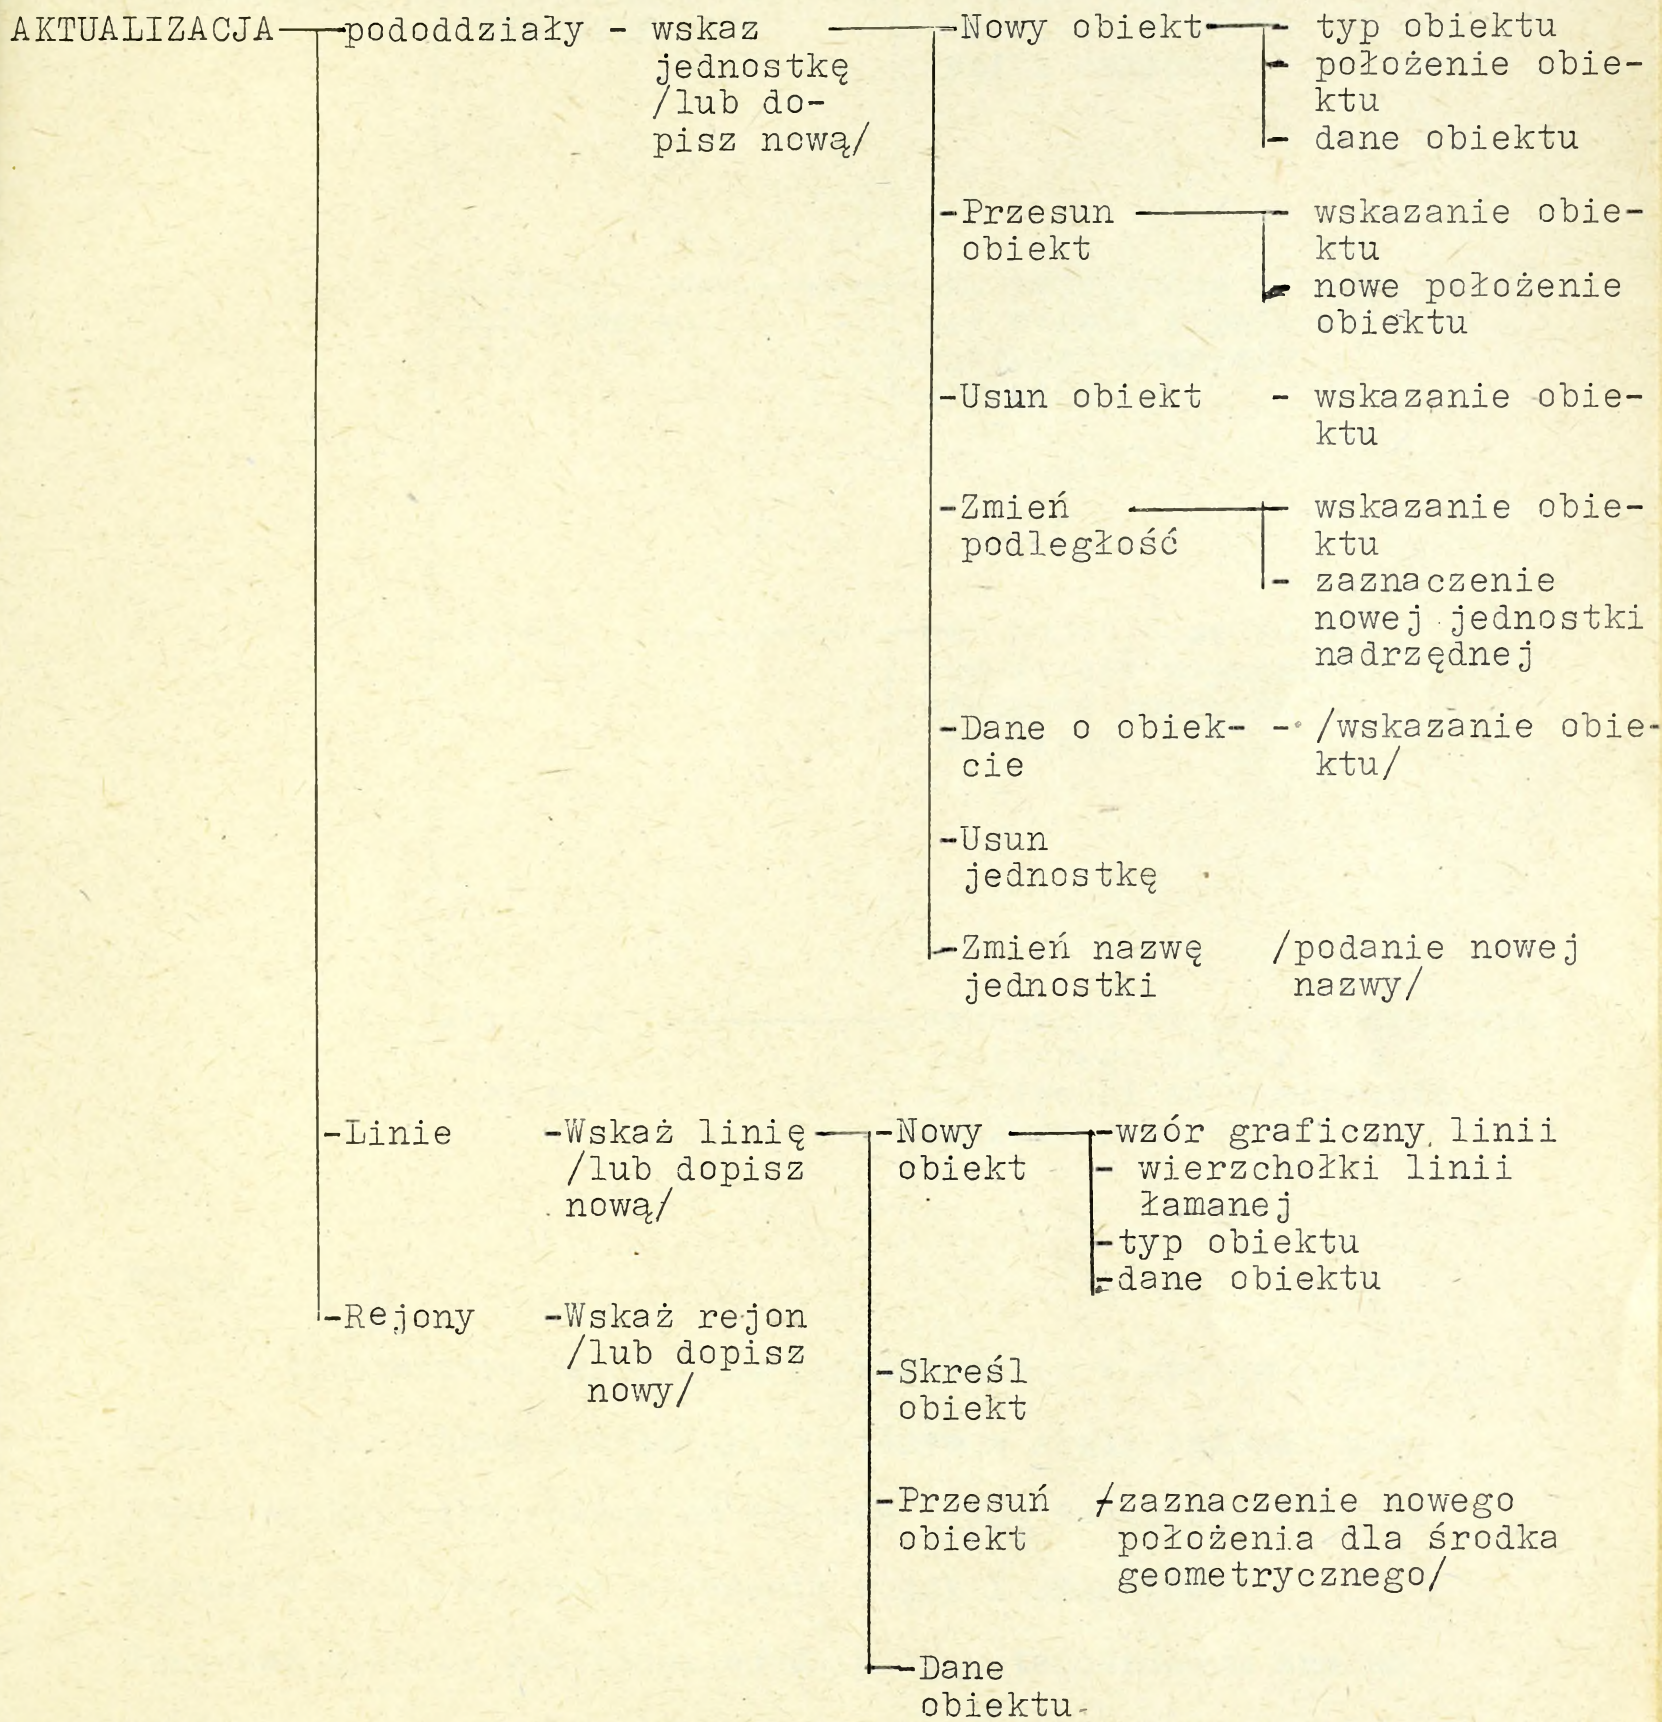 AKTUALIZACJA pododdziały - wskaz - Nowy obiekt - typ obiektu
jednostkę - położenie obie-
/lub do- ktu
pisz nową/ - dane obiektu
-Przesun - wskazanie obie-
obiekt ktu
- nowe położenie
obiektu
-Usun obiekt - wskazanie obie-
ktu
-Zmień - wskazanie obie-
podległość ktu
- zaznaczenie
nowej jednostki
nadrzędnej
-Dane o obiek- - /wskazanie obie-
cie ktu/
-Usun
jednostkę
-Zmień nazwę /podanie nowej
jednostki nazwy/
-Linie -Wskaż linię -Nowy -wzór graficzny linii
/lub dopisz obiekt - wierzchołki linii
nową/ łamanej
-typ obiektu
-dane obiektu
-Rejony -Wskaż rejon
/lub dopisz -Skreśl
nowy/ obiekt
-Przesuń /zaznaczenie nowego
obiekt położenia dla środka
geometrycznego/
-Dane
obiektu